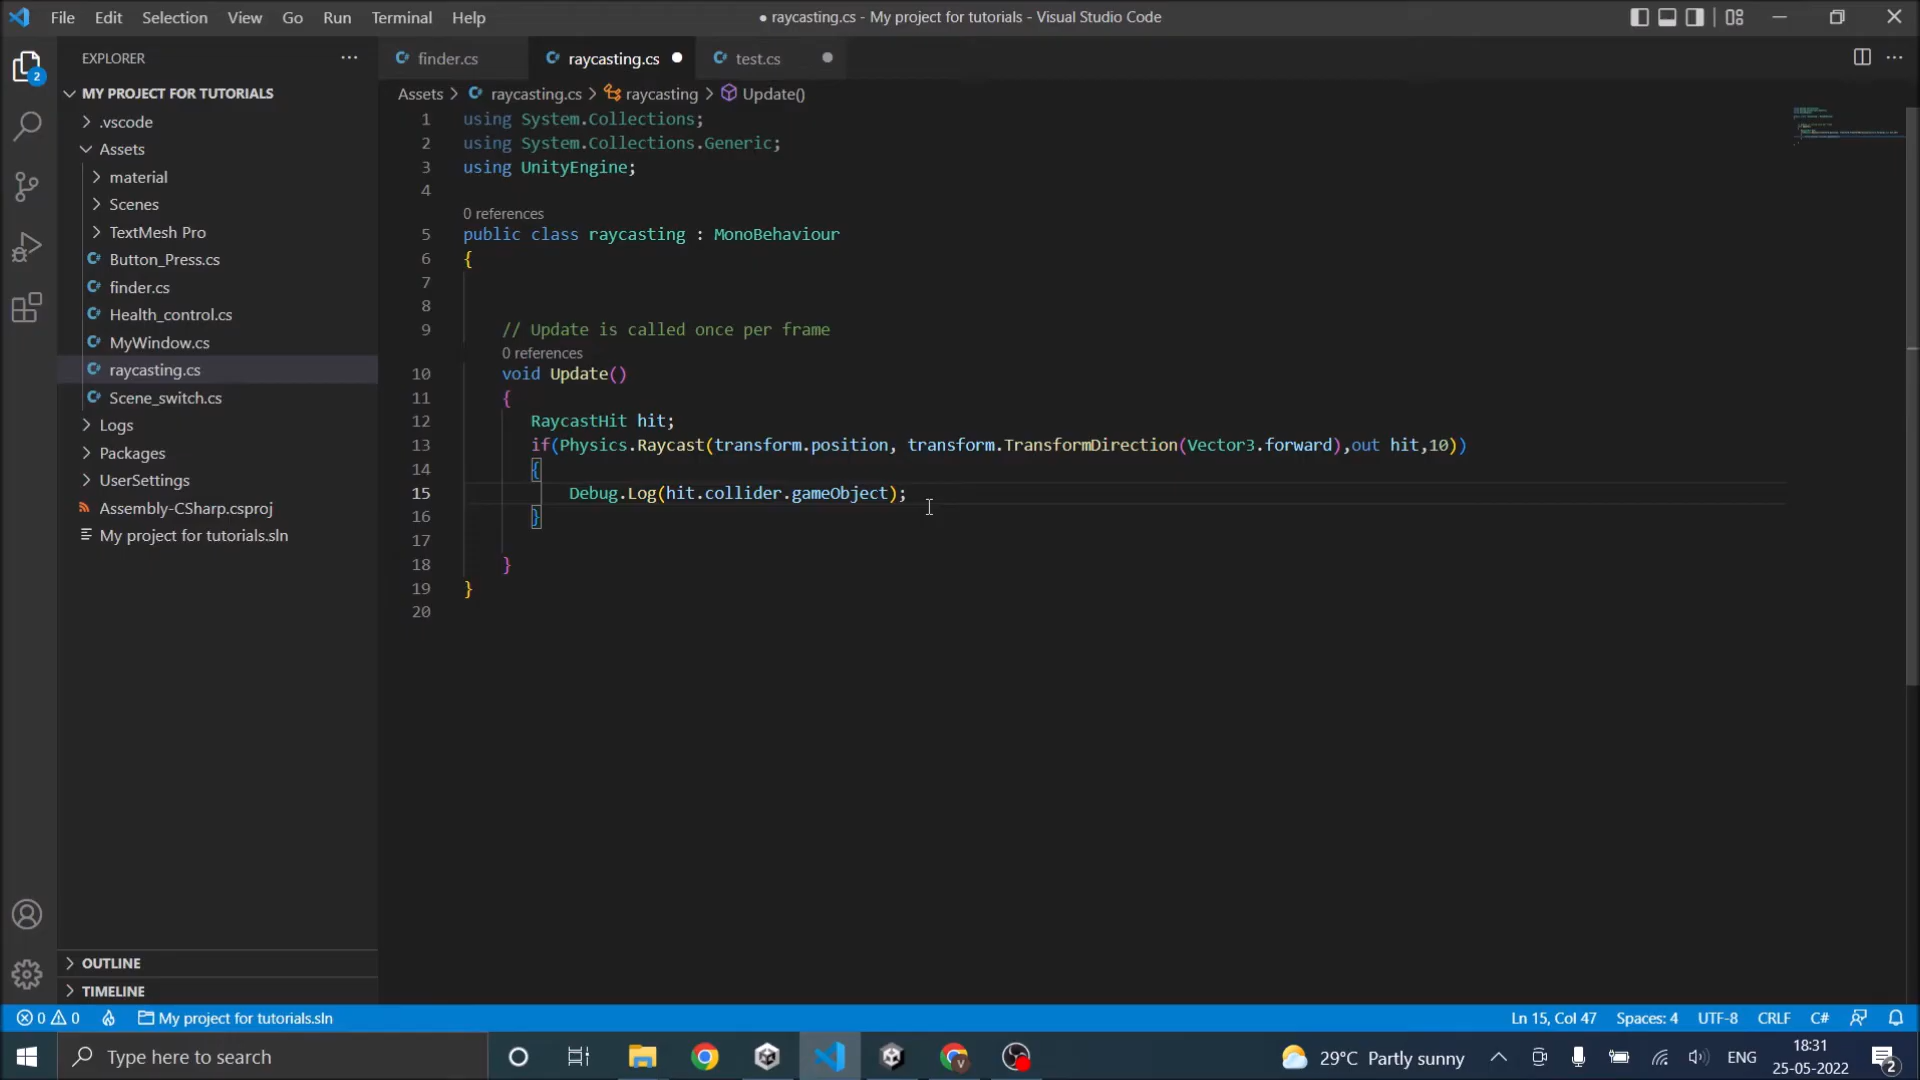 File Edit Selection View Go Run Terminal Help
● raycasting.cs - My project for tutorials - Visual Studio Code
EXPLORER
finder.cs
raycasting.cs
test.cs
MY PROJECT FOR TUTORIALS
Assets > raycasting.cs > raycasting > Update()
.vscode
Assets
material
Scenes
TextMesh Pro
Button_Press.cs
finder.cs
Health_control.cs
MyWindow.cs
raycasting.cs
Scene_switch.cs
Logs
Packages
UserSettings
Assembly-CSharp.csproj
My project for tutorials.sln
OUTLINE
TIMELINE
1 using System.Collections;
2 using System.Collections.Generic;
3 using UnityEngine;
4
0 references
5 public class raycasting : MonoBehaviour
6 {
7
8
9 // Update is called once per frame
0 references
10 void Update()
11 {
12 RaycastHit hit;
13 if(Physics.Raycast(transform.position, transform.TransformDirection(Vector3.forward),out hit,10))
14 {
15 Debug.Log(hit.collider.gameObject);
16 }
17
18 }
19 }
20
2
0 0 My project for tutorials.sln
Ln 15, Col 47 Spaces: 4 UTF-8 CRLF C#
Type here to search
29°C Partly sunny
ENG
18:31
25-05-2022
2